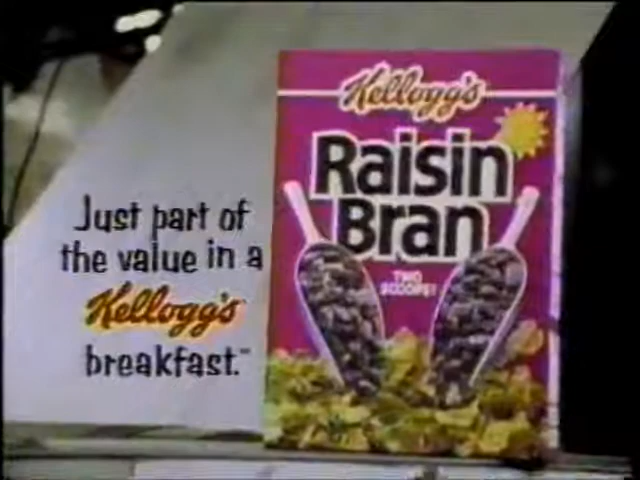 Kellogg's
Raisin
Bran
TWO
SCOOPS!
Just part of
the value in a
Kellogg's
breakfast.™